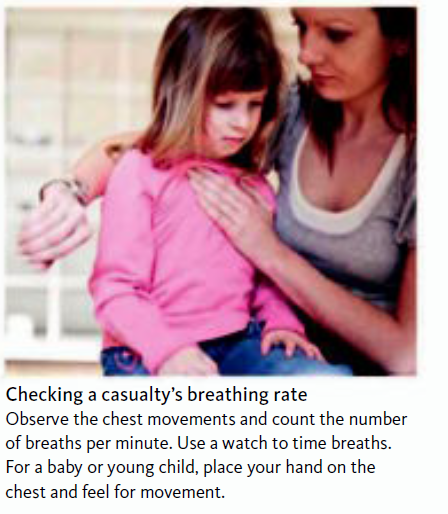 Checking a casualty's breathing rate
Observe the chest movements and count the number
of breaths per minute. Use a watch to time breaths.
For a baby or young child, place your hand on the
chest and feel for movement.